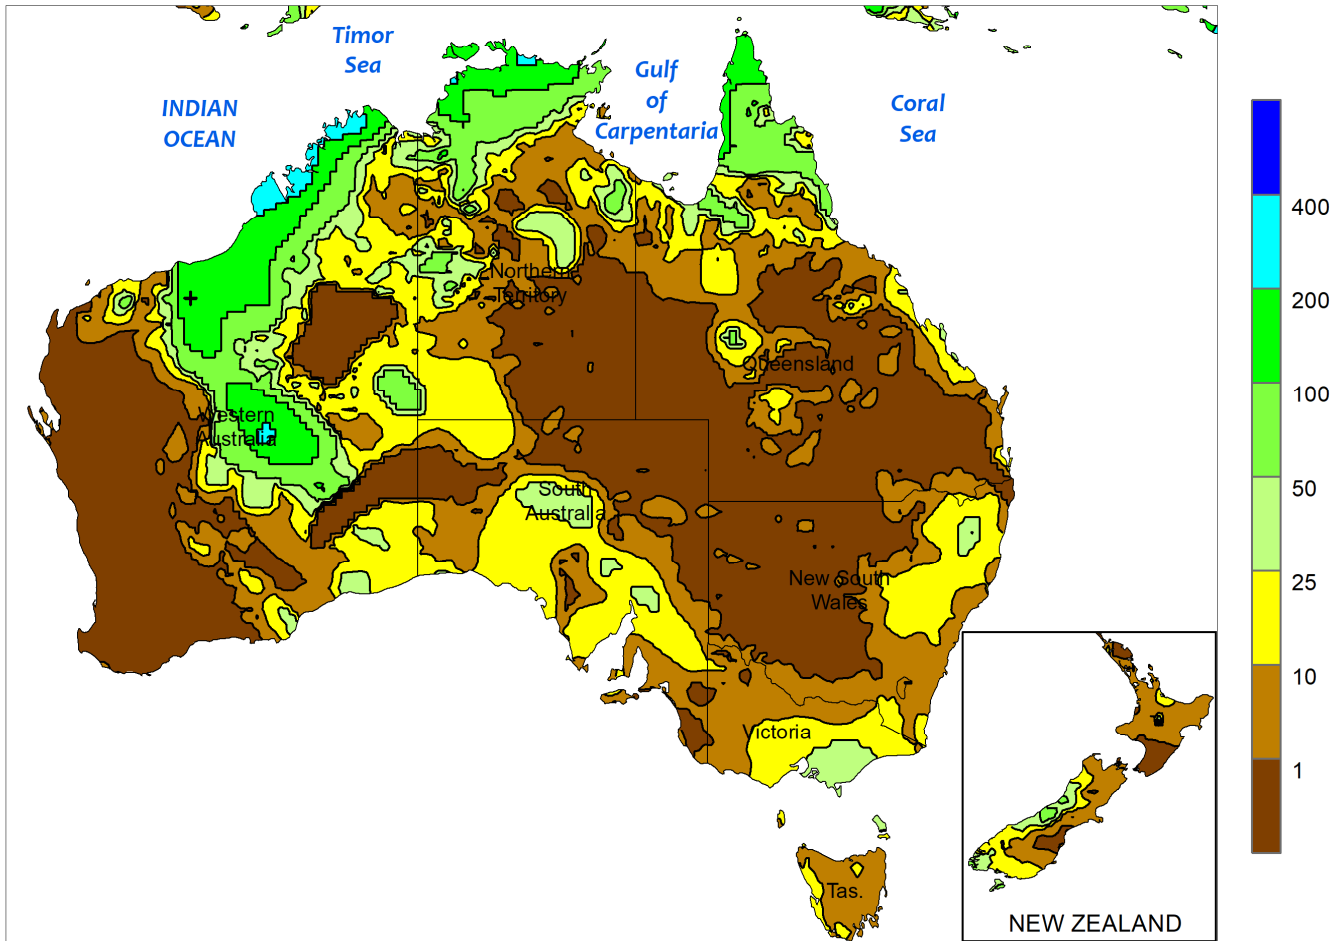 Timor
Sea
Gulf
of
Carpentaria
INDIAN
OCEAN
Coral
Sea
400
200
100
50
25
10
1
Northern
Territory
Queensland
Western
Australia
South
Australia
New South
Wales
Victoria
Tas.
NEW ZEALAND